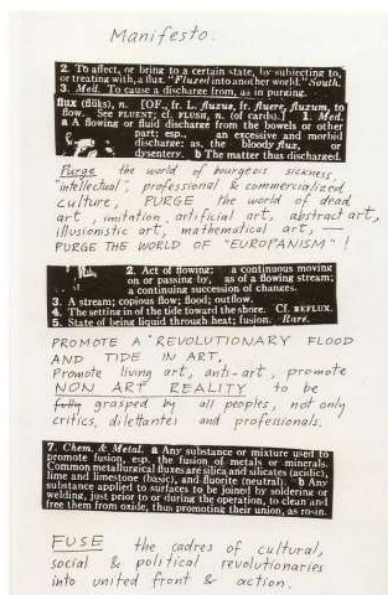 Manifesto.
2. To affect, or bring to a certain state, by subjecting to,
or treating with, a flux. "Fluxed into another world." South.
3. Med. To cause a discharge from, as in purging.
flux (flŭks), n. [OF., fr. L. fluxus, fr. fluere, fluxum, to
flow. See FLUENT; cf. FLUSH, n. (of cards).] 1. Med.
a A flowing or fluid discharge from the bowels or other
part; esp., an excessive and morbid
discharge; as, the bloody flux, or
dysentery. b The matter thus discharged.
Purge the world of bourgeois sickness,
"intellectual", professional & commercialized
culture, PURGE the world of dead
art, imitation, artificial art, abstract art,
illusionistic art, mathematical art, —
PURGE THE WORLD OF "EUROPANISM"!
2. Act of flowing: a continuous moving
on or passing by, as of a flowing stream;
a continuing succession of changes.
3. A stream; copious flow; flood; outflow.
4. The setting in of the tide toward the shore. Cf. REFLUX.
5. State of being liquid through heat; fusion. Rare.
PROMOTE A REVOLUTIONARY FLOOD
AND TIDE IN ART,
Promote living art, anti-art, promote
NON ART REALITY to be
fully grasped by all peoples, not only
critics, dilettantes and professionals.
7. Chem. & Metal. a Any substance or mixture used to
promote fusion, esp. the fusion of metals or minerals.
Common metallurgical fluxes are silica and silicates (acidic),
lime and limestone (basic), and fluorite (neutral). b Any
substance applied to surfaces to be joined by soldering or
welding, just prior to or during the operation, to clean and
free them from oxide, thus promoting their union, as rosin.
FUSE the cadres of cultural,
social & political revolutionaries
into united front & action.